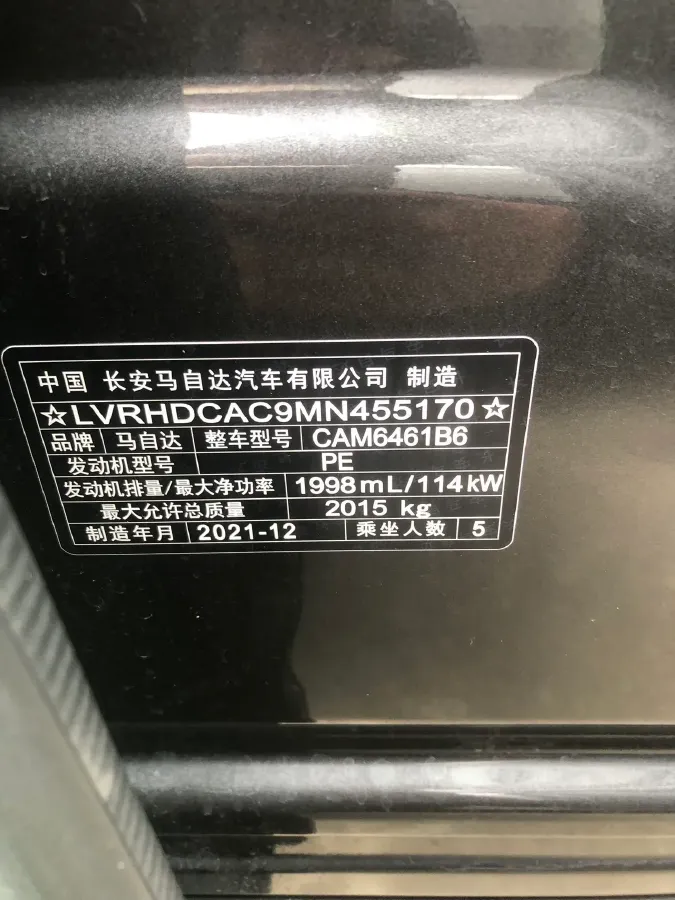 中国 长安马自达汽车有限公司 制造
☆LVRHDCAC9MN455170☆
品牌 马自达 整车型号 CAM6461B6
发动机型号 PE
发动机排量/最大净功率 1998mL/114kW
最大允许总质量 2015 kg
制造年月 2021-12 乘坐人数 5